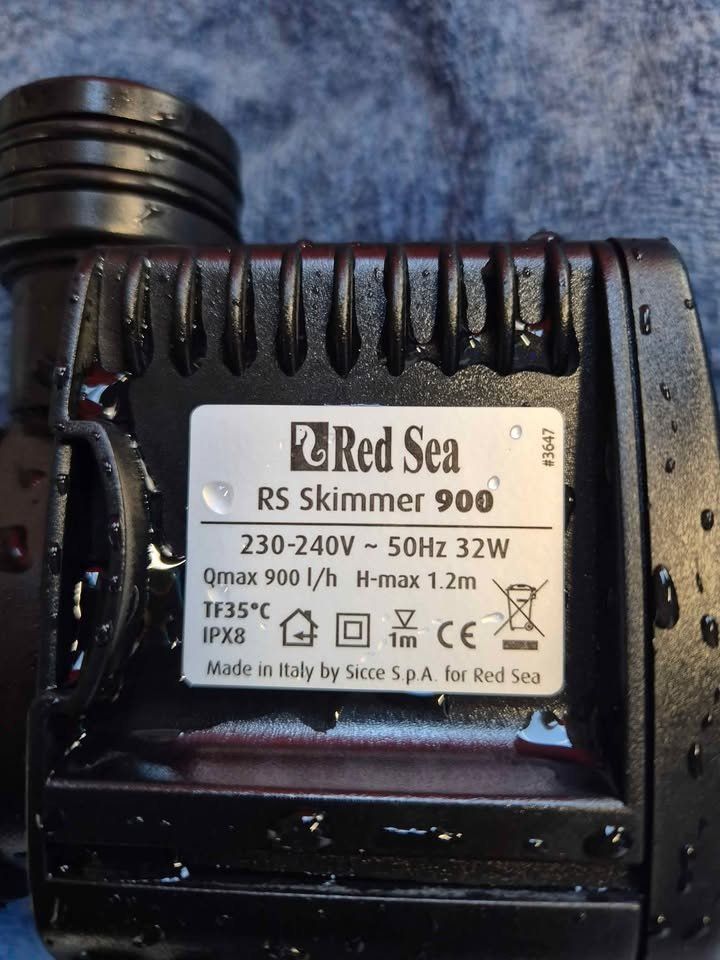 Red Sea
#3647
RS Skimmer 900
230-240V ~ 50Hz 32W
Qmax 900 l/h H-max 1.2m
TF35°C
IPX8
1m
CE
Made in Italy by Sicce S.p.A. for Red Sea